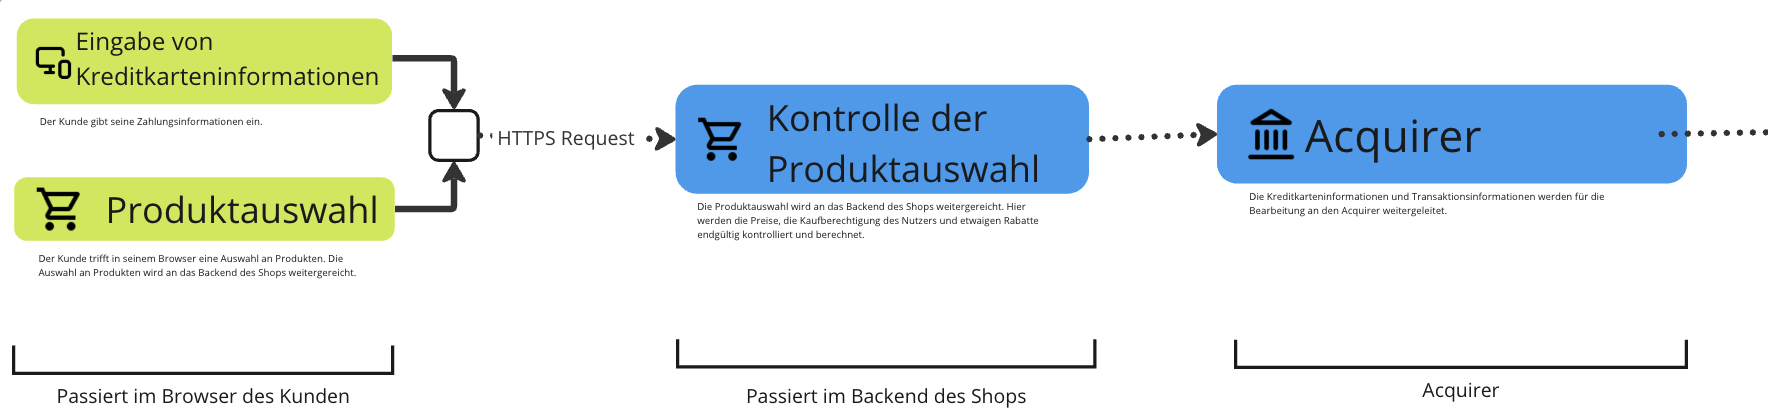 Eingabe von
Kreditkarteninformationen
Der Kunde gibt seine Zahlungsinformationen ein.
Produktauswahl
Der Kunde trifft in seinem Browser eine Auswahl an Produkten. Die
Auswahl an Produkten wird an das Backend des Shops weitergereicht.
HTTPS Request
Kontrolle der
Produktauswahl
Die Produktauswahl wird an das Backend des Shops weitergereicht. Hier
werden die Preise, die Kaufberechtigung des Nutzers und etwaigen Rabatte
endgültig kontrolliert und berechnet.
Acquirer
Die Kreditkarteninformationen und Transaktionsinformationen werden für die
Bearbeitung an den Acquirer weitergeleitet.
Passiert im Browser des Kunden
Passiert im Backend des Shops
Acquirer